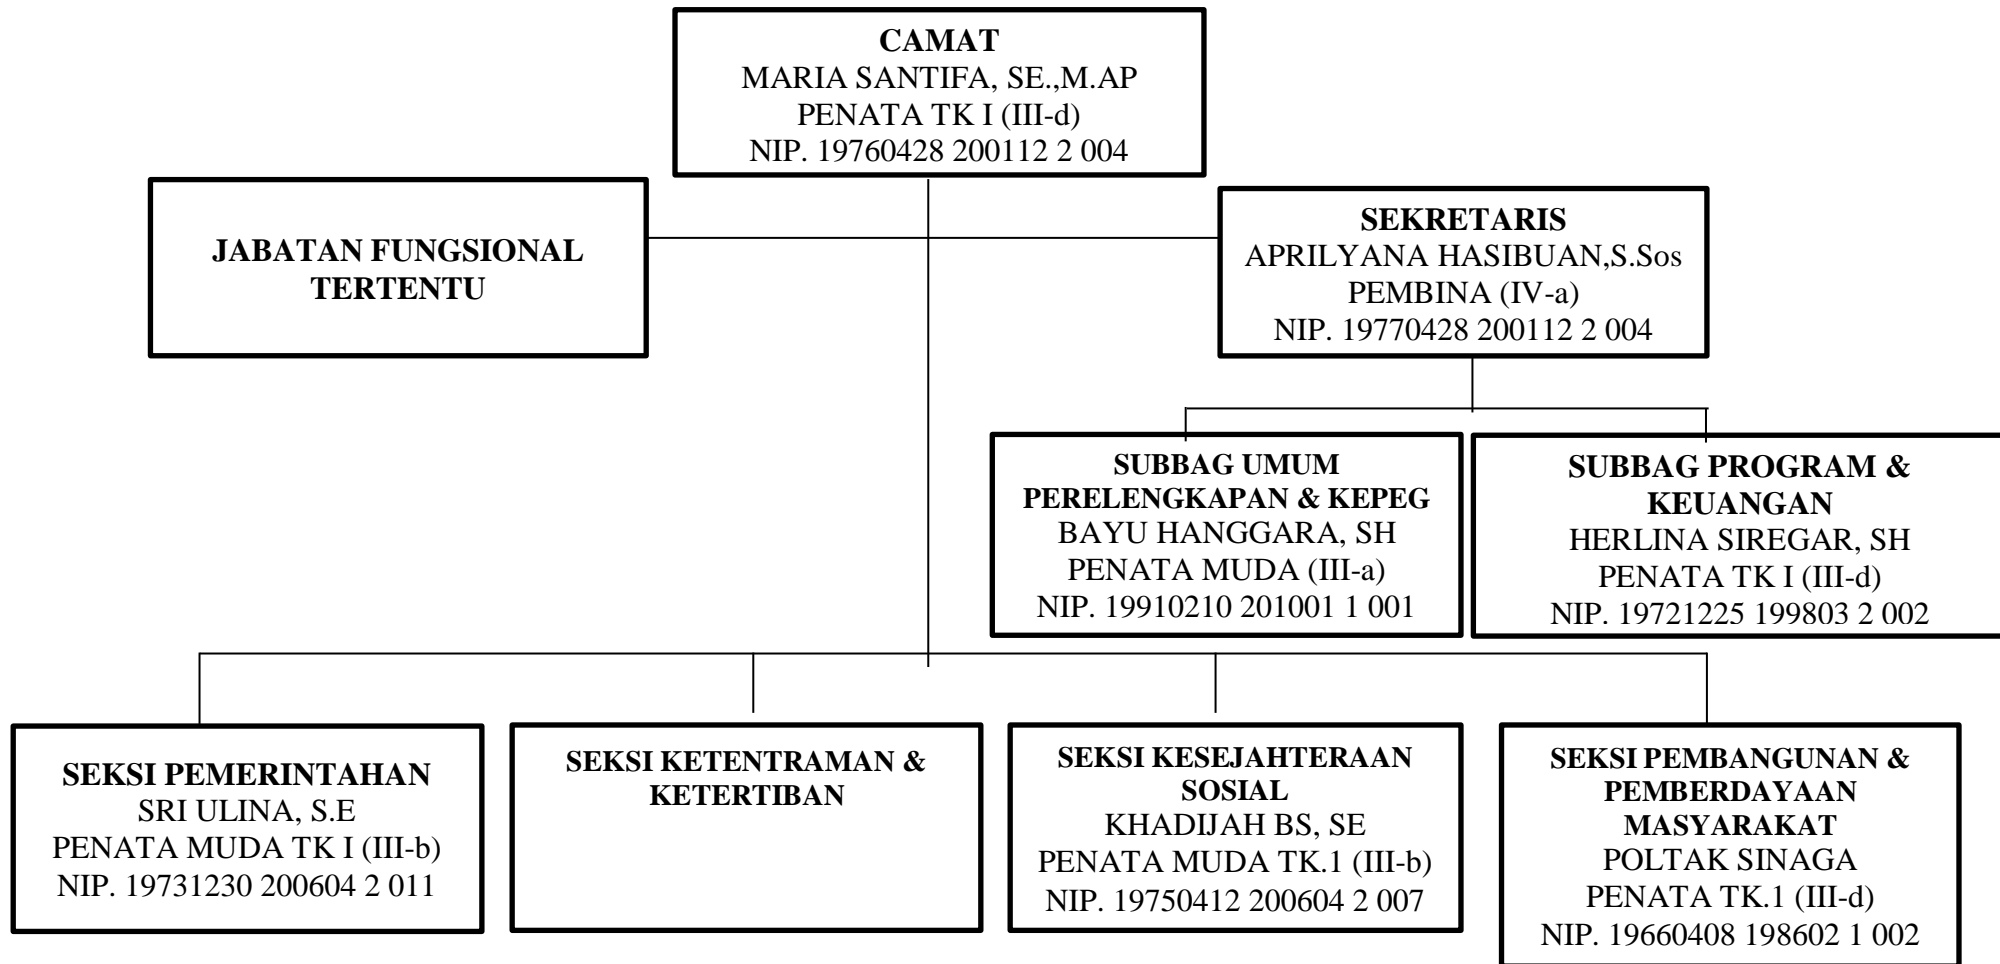 CAMAT
MARIA SANTIFA, SE.,M.AP
PENATA TK I (III-d)
NIP. 19760428 200112 2 004
JABATAN FUNGSIONAL
TERTENTU
SEKRETARIS
APRILYANA HASIBUAN,S.Sos
PEMBINA (IV-a)
NIP. 19770428 200112 2 004
SUBBAG UMUM
PERELENGKAPAN & KEPEG
BAYU HANGGARA, SH
PENATA MUDA (III-a)
NIP. 19910210 201001 1 001
SUBBAG PROGRAM &
KEUANGAN
HERLINA SIREGAR, SH
PENATA TK I (III-d)
NIP. 19721225 199803 2 002
SEKSI PEMERINTAHAN
SRI ULINA, S.E
PENATA MUDA TK I (III-b)
NIP. 19731230 200604 2 011
SEKSI KETENTRAMAN &
KETERTIBAN
SEKSI KESEJAHTERAAN
SOSIAL
KHADIJAH BS, SE
PENATA MUDA TK.1 (III-b)
NIP. 19750412 200604 2 007
SEKSI PEMBANGUNAN &
PEMBERDAYAAN
MASYARAKAT
POLTAK SINAGA
PENATA TK.1 (III-d)
NIP. 19660408 198602 1 002